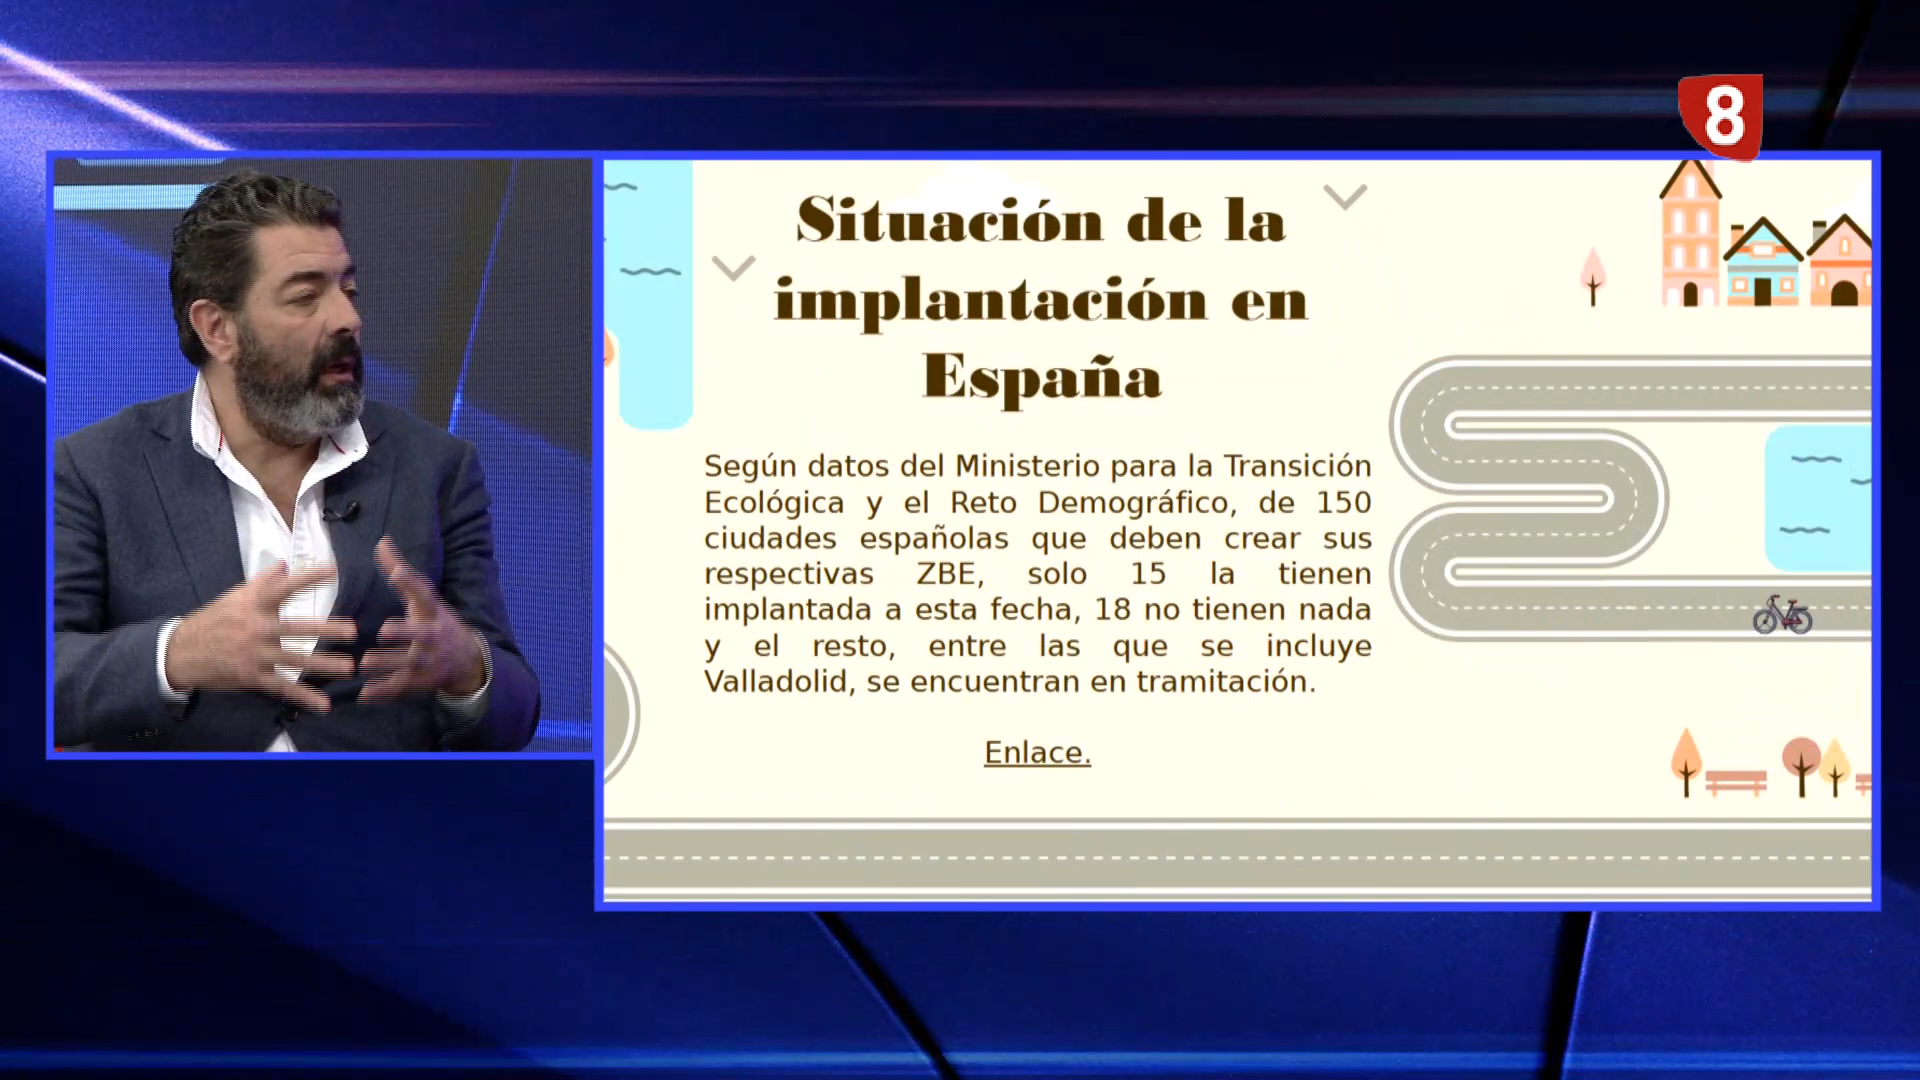 8
Situación de la
implantación en
España
Según datos del Ministerio para la Transición
Ecológica y el Reto Demográfico, de 150
ciudades españolas que deben crear sus
respectivas ZBE, solo 15 la tienen
implantada a esta fecha, 18 no tienen nada
y el resto, entre las que se incluye
Valladolid, se encuentran en tramitación.
Enlace.